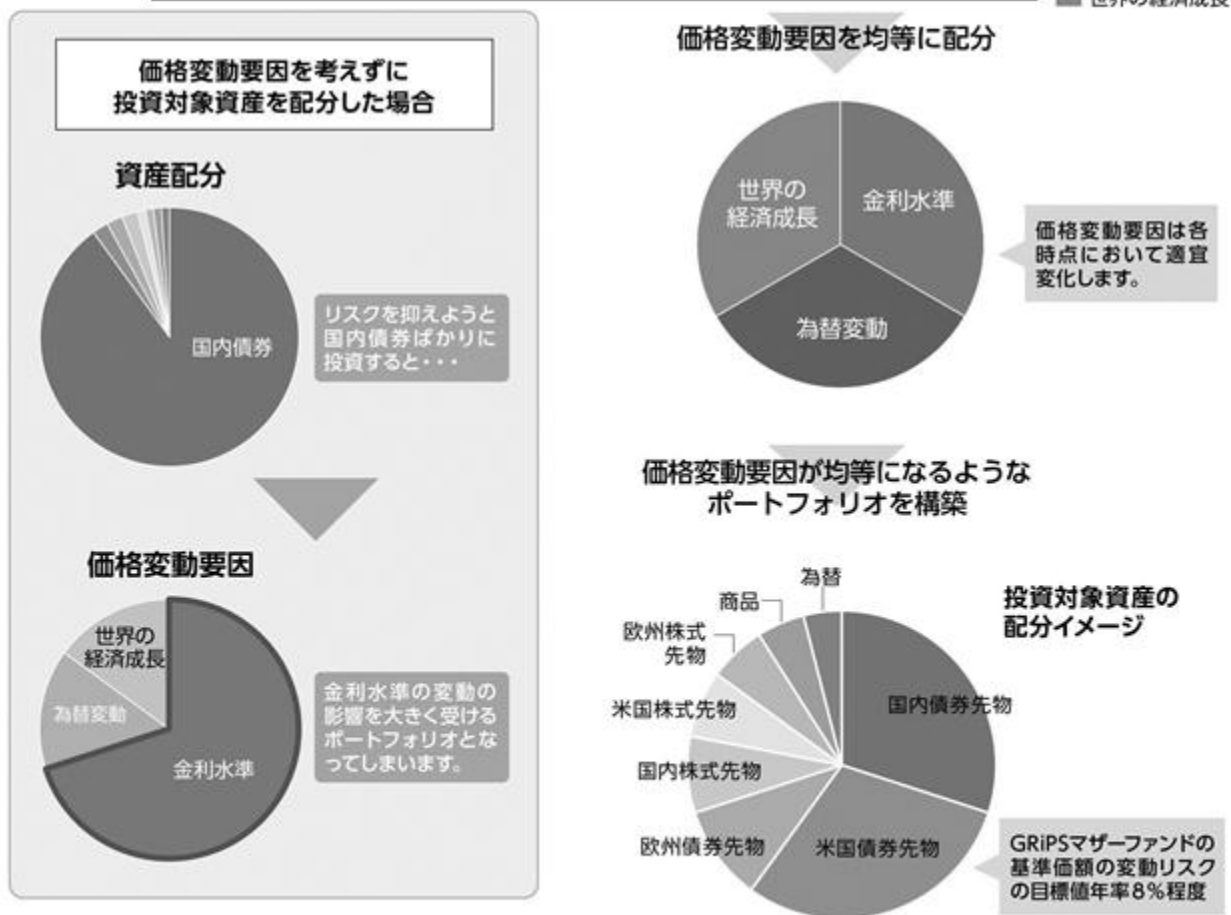 世界の経済成長
価格変動要因を考えずに
投資対象資産を配分した場合
資産配分
国内債券
リスクを抑えようと
国内債券ばかりに
投資すると・・・
価格変動要因
世界の
経済成長
為替変動
金利水準
金利水準の変動の
影響を大きく受ける
ポートフォリオとな
ってしまいます。
価格変動要因を均等に配分
世界の
経済成長
金利水準
為替変動
価格変動要因は各
時点において適宜
変化します。
価格変動要因が均等になるような
ポートフォリオを構築
投資対象資産の
配分イメージ
為替
商品
欧州株式
先物
米国株式先物
国内株式先物
欧州債券先物
米国債券先物
国内債券先物
GRiPSマザーファンドの
基準価額の変動リスク
の目標値年率8%程度